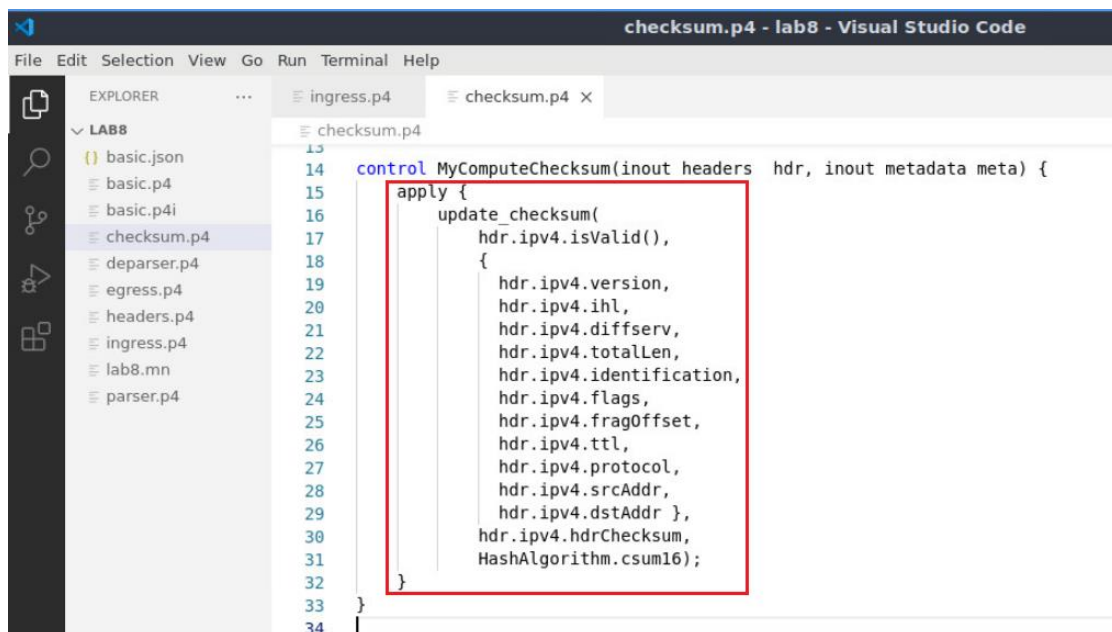 checksum.p4 - lab8 - Visual Studio Code
File Edit Selection View Go Run Terminal Help
EXPLORER ...
ingress.p4
checksum.p4 ×
LAB8
{} basic.json
basic.p4
basic.p4i
checksum.p4
deparser.p4
egress.p4
headers.p4
ingress.p4
lab8.mn
parser.p4
checksum.p4
13
14 control MyComputeChecksum(inout headers  hdr, inout metadata meta) {
15     apply {
16         update_checksum(
17             hdr.ipv4.isValid(),
18             {
19               hdr.ipv4.version,
20               hdr.ipv4.ihl,
21               hdr.ipv4.diffserv,
22               hdr.ipv4.totalLen,
23               hdr.ipv4.identification,
24               hdr.ipv4.flags,
25               hdr.ipv4.fragOffset,
26               hdr.ipv4.ttl,
27               hdr.ipv4.protocol,
28               hdr.ipv4.srcAddr,
29               hdr.ipv4.dstAddr },
30             hdr.ipv4.hdrChecksum,
31             HashAlgorithm.csum16);
32     }
33 }
34